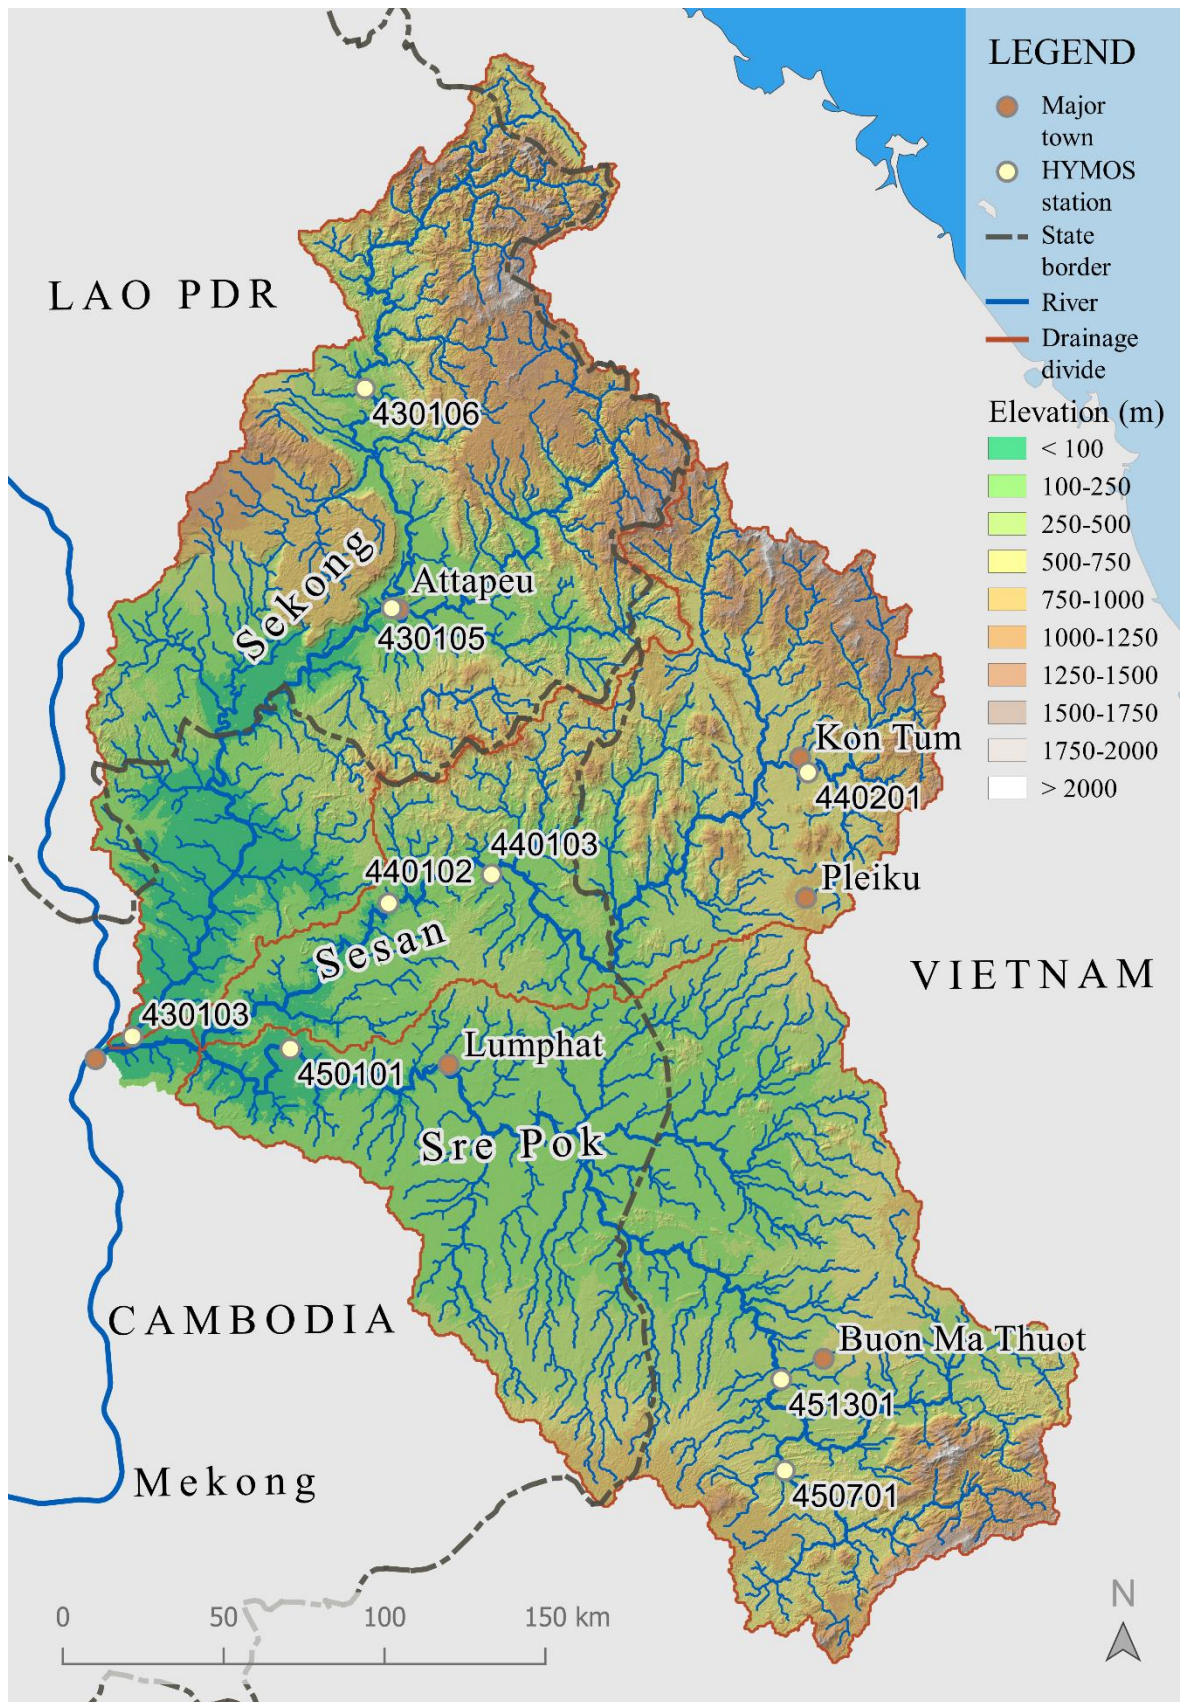 LEGEND
Major
town
HYMOS
station
State
border
River
Drainage
divide
Elevation (m)
< 100
100-250
250-500
500-750
750-1000
1000-1250
1250-1500
1500-1750
1750-2000
> 2000
LAO PDR
430106
Sekong
Attapeu
430105
Kon Tum
440201
440103
440102
Pleiku
Sesan
VIETNAM
430103
Lumphat
450101
Sre Pok
CAMBODIA
Buon Ma Thuot
451301
Mekong
450701
0 50 100 150 km
N